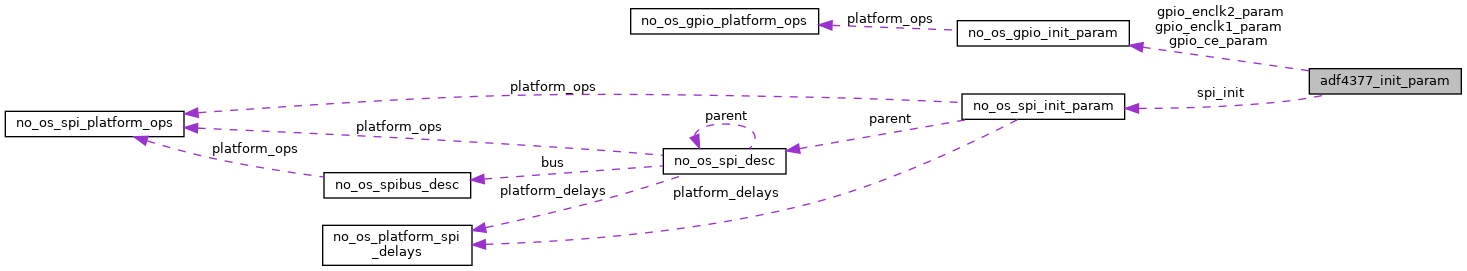 no_os_gpio_platform_ops
platform_ops
no_os_gpio_init_param
gpio_enclk2_param
gpio_enclk1_param
gpio_ce_param
adf4377_init_param
spi_init
no_os_spi_init_param
platform_ops
no_os_spi_platform_ops
platform_ops
parent
parent
no_os_spi_desc
platform_ops
bus
no_os_spibus_desc
platform_delays
platform_delays
no_os_platform_spi
_delays